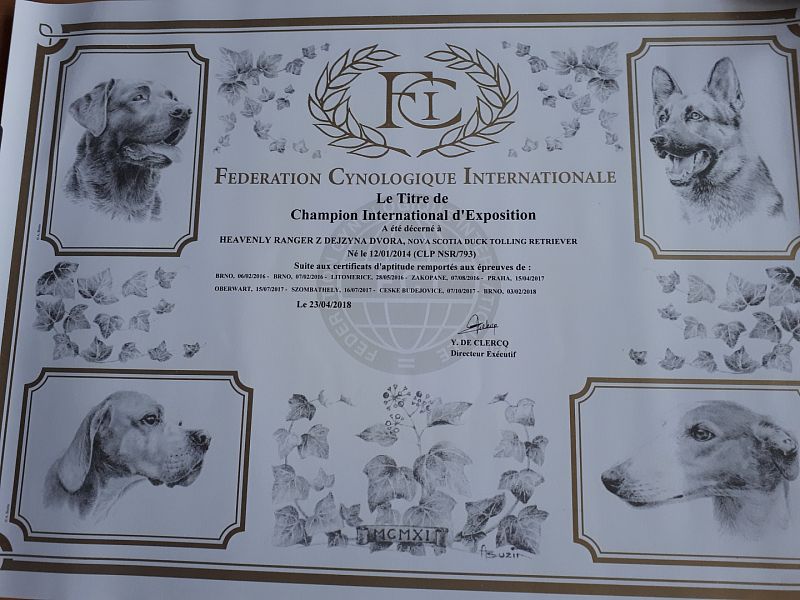 FCI
FEDERATION CYNOLOGIQUE INTERNATIONALE
Le Titre de
Champion International d'Exposition
A été décerné à
HEAVENLY RANGER Z DEJZYNA DVORA, NOVA SCOTIA DUCK TOLLING RETRIEVER
Né le 12/01/2014 (CLP NSR/793)
Suite aux certificats d'aptitude remportés aux épreuves de :
BRNO, 06/02/2016 - BRNO, 07/02/2016 - LITOMERICE, 28/05/2016 - ZAKOPANE, 07/08/2016 - PRAHA, 15/04/2017
OBERWART, 15/07/2017 - SZOMBATHELY, 16/07/2017 - CESKE BUDEJOVICE, 07/10/2017 - BRNO, 03/02/2018
Le 23/04/2018
Y. DE CLERCQ
Directeur Exécutif
MCMXI